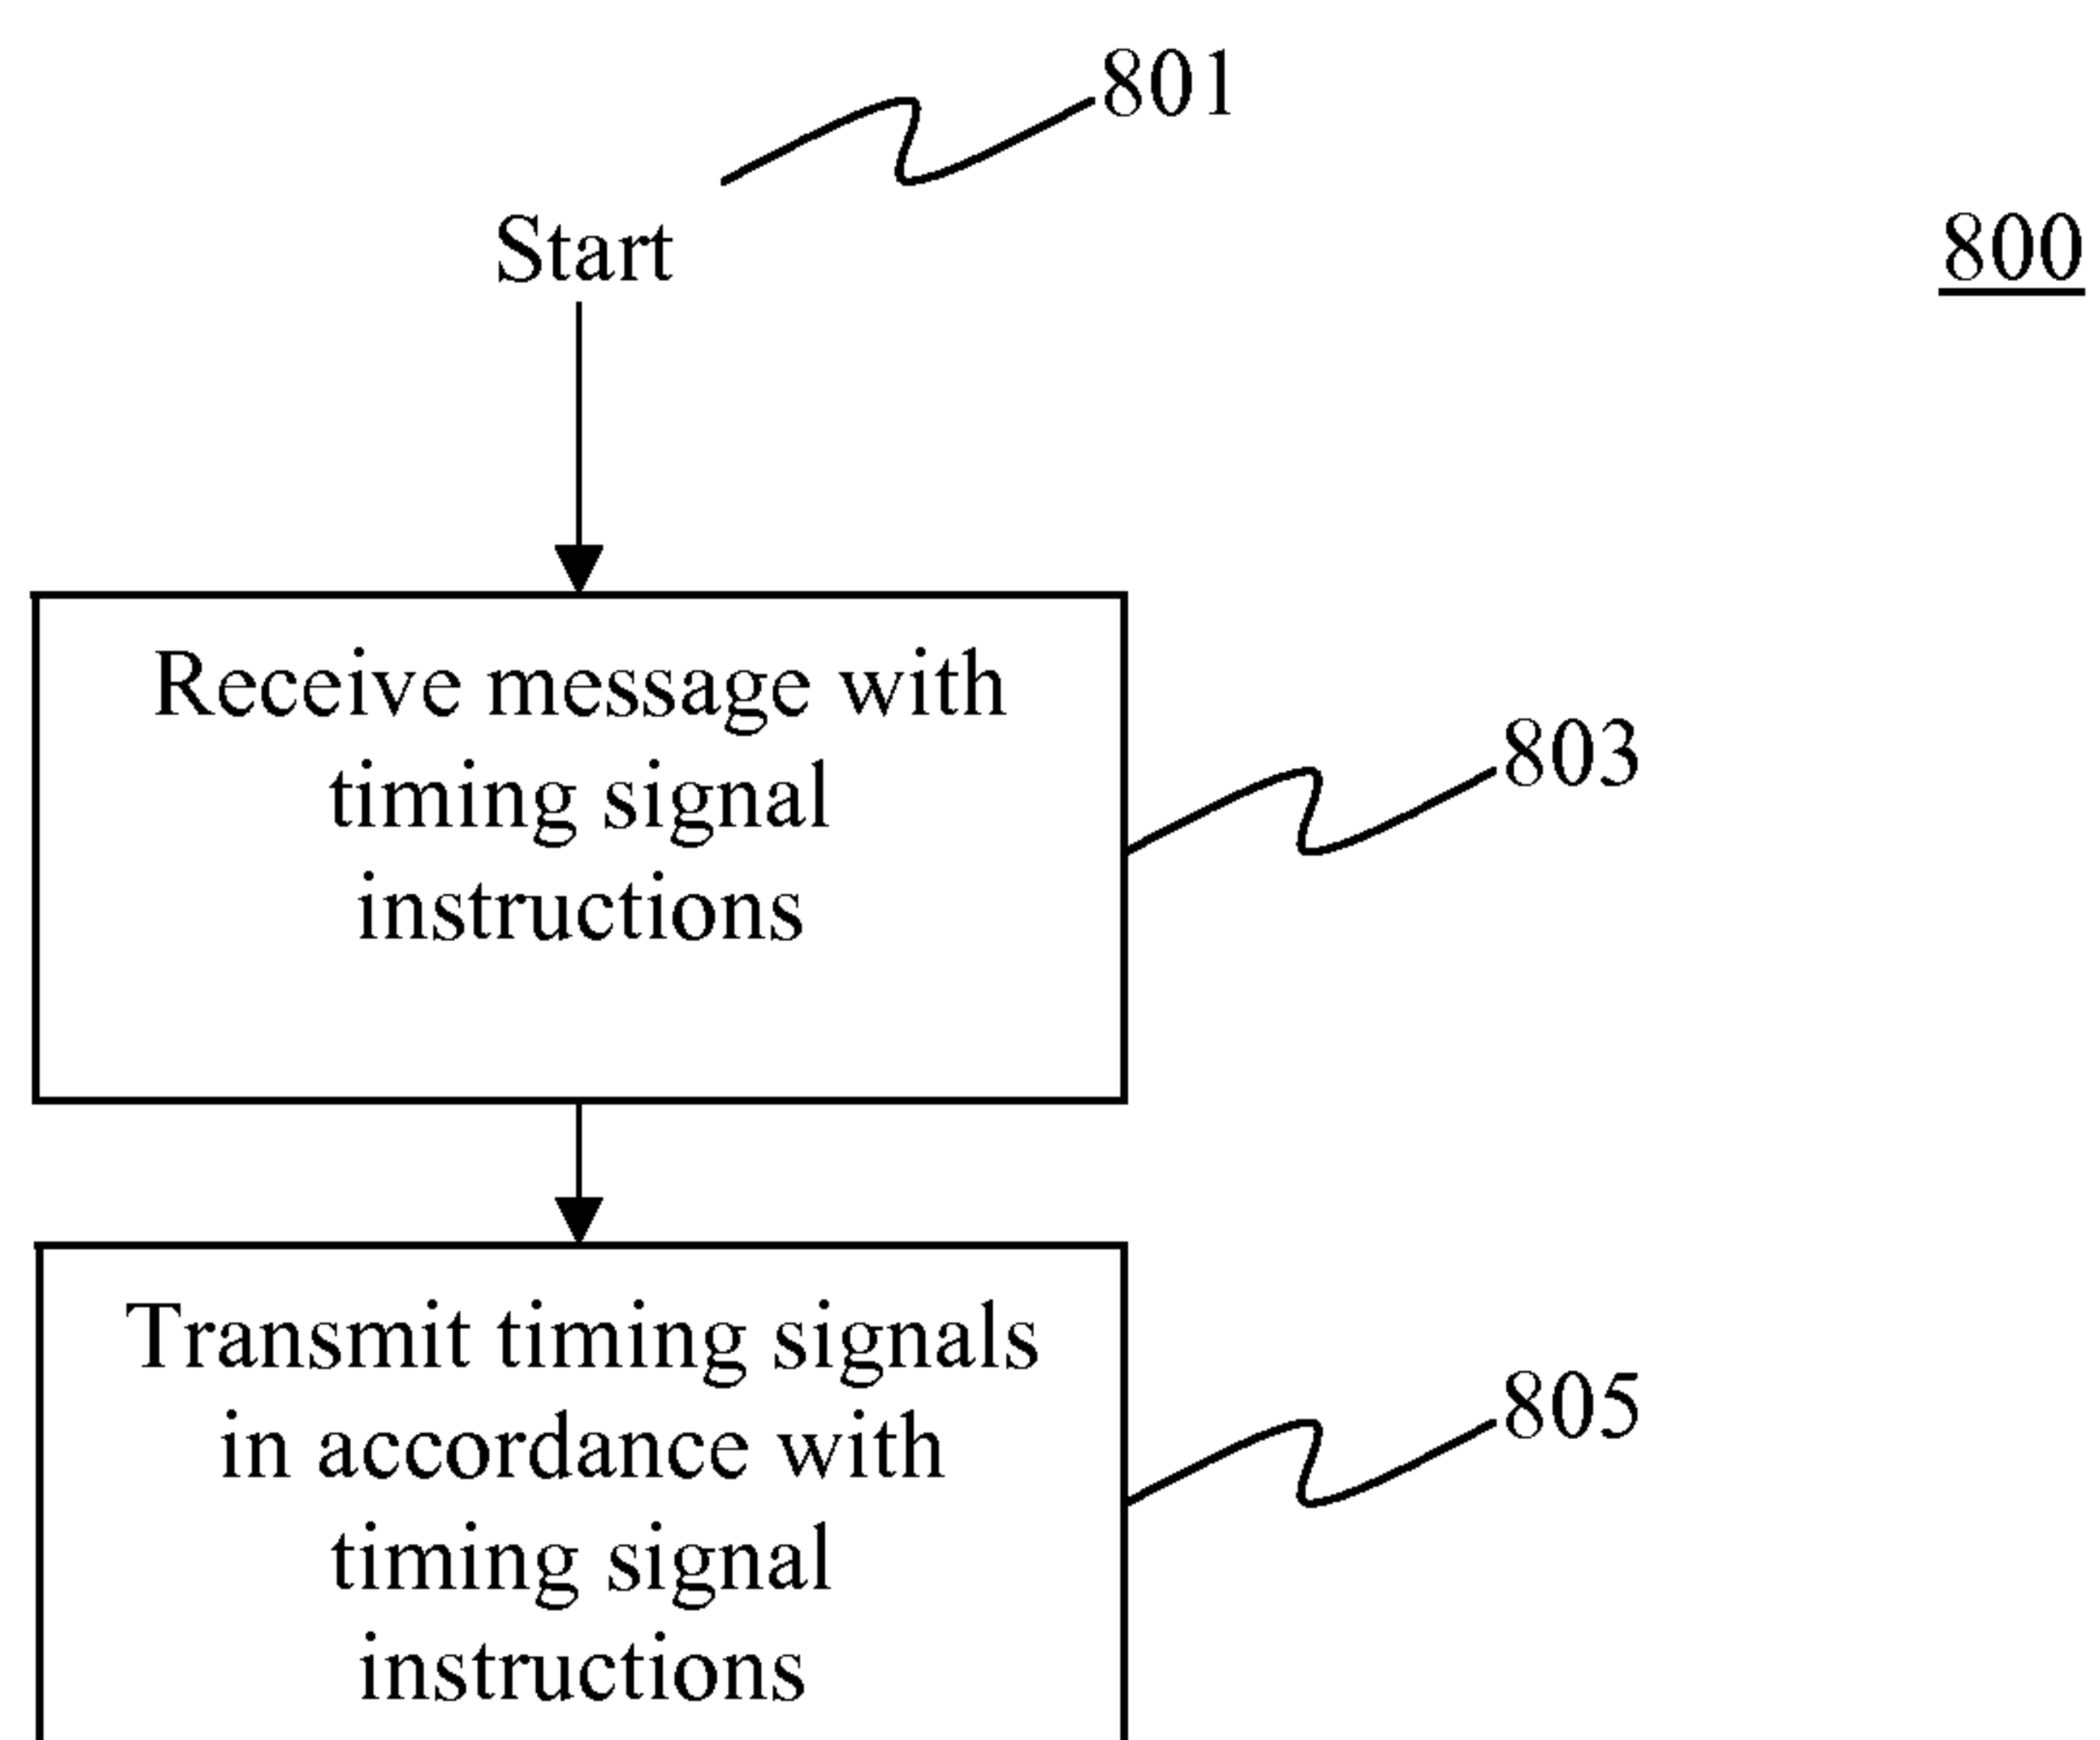 801
Start
800
Receive message with
timing signal
instructions
803
Transmit timing signals
in accordance with
timing signal
instructions
805